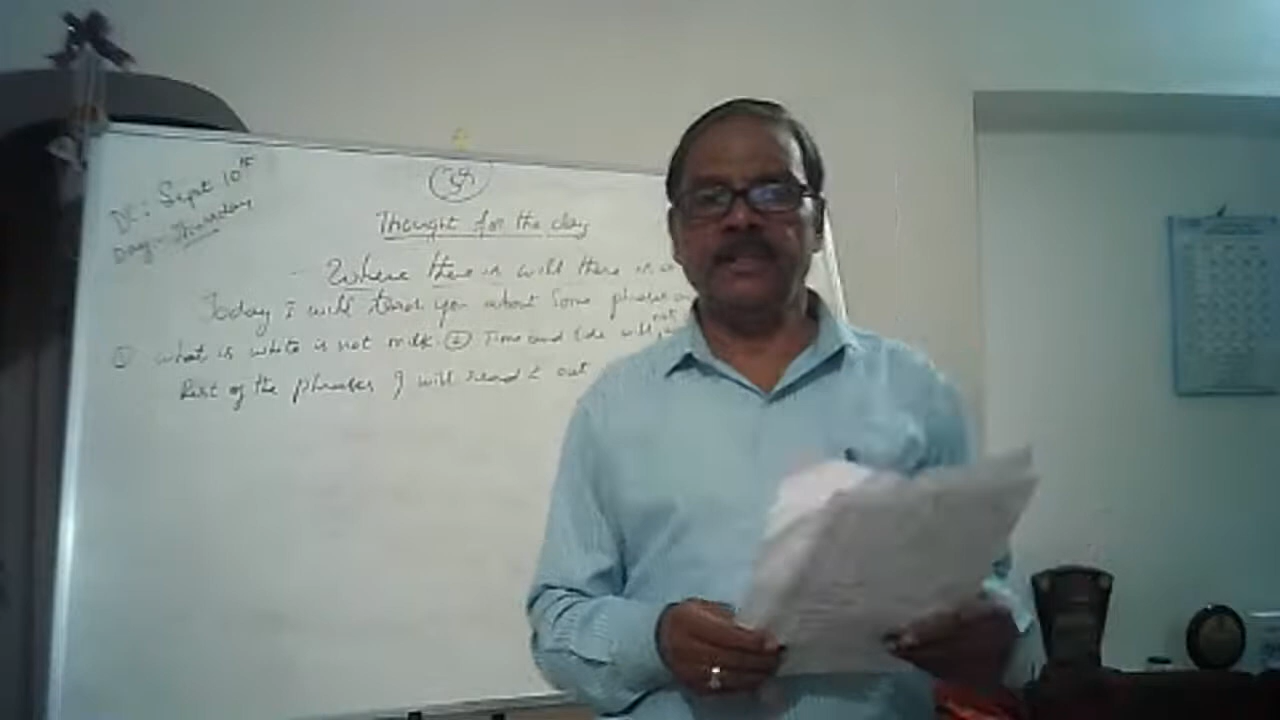 Dt: Sept 10th
Day - Thursday
Thought for the day
Where there is will there is
Today I will teach you about some phrases
① What is white is not milk. ② Time and tide will not
Rest of the phrases I will read out